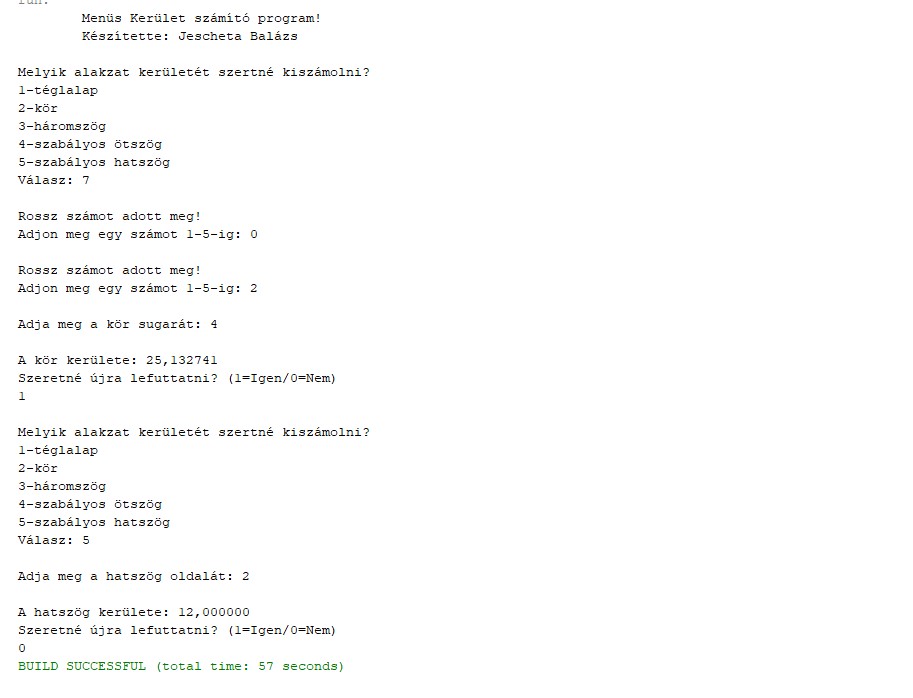 run:
Menüs Kerület számító program!
Készítette: Jescheta Balázs
Melyik alakzat kerületét szertné kiszámolni?
1-téglalap
2-kör
3-háromszög
4-szabályos ötszög
5-szabályos hatszög
Válasz: 7
Rossz számot adott meg!
Adjon meg egy számot 1-5-ig: 0
Rossz számot adott meg!
Adjon meg egy számot 1-5-ig: 2
Adja meg a kör sugarát: 4
A kör kerülete: 25,132741
Szeretné újra lefuttatni? (1=Igen/0=Nem)
1
Melyik alakzat kerületét szertné kiszámolni?
1-téglalap
2-kör
3-háromszög
4-szabályos ötszög
5-szabályos hatszög
Válasz: 5
Adja meg a hatszög oldalát: 2
A hatszög kerülete: 12,000000
Szeretné újra lefuttatni? (1=Igen/0=Nem)
0
BUILD SUCCESSFUL (total time: 57 seconds)